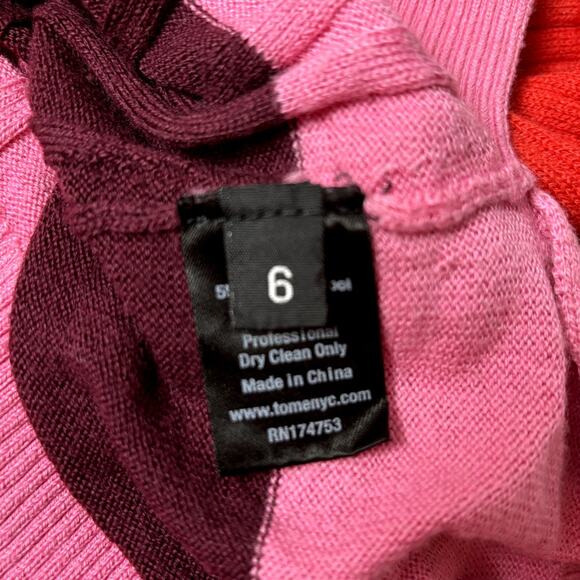 6
Professional
Dry Clean Only
Made in China
www.tomenyc.com
RN174753